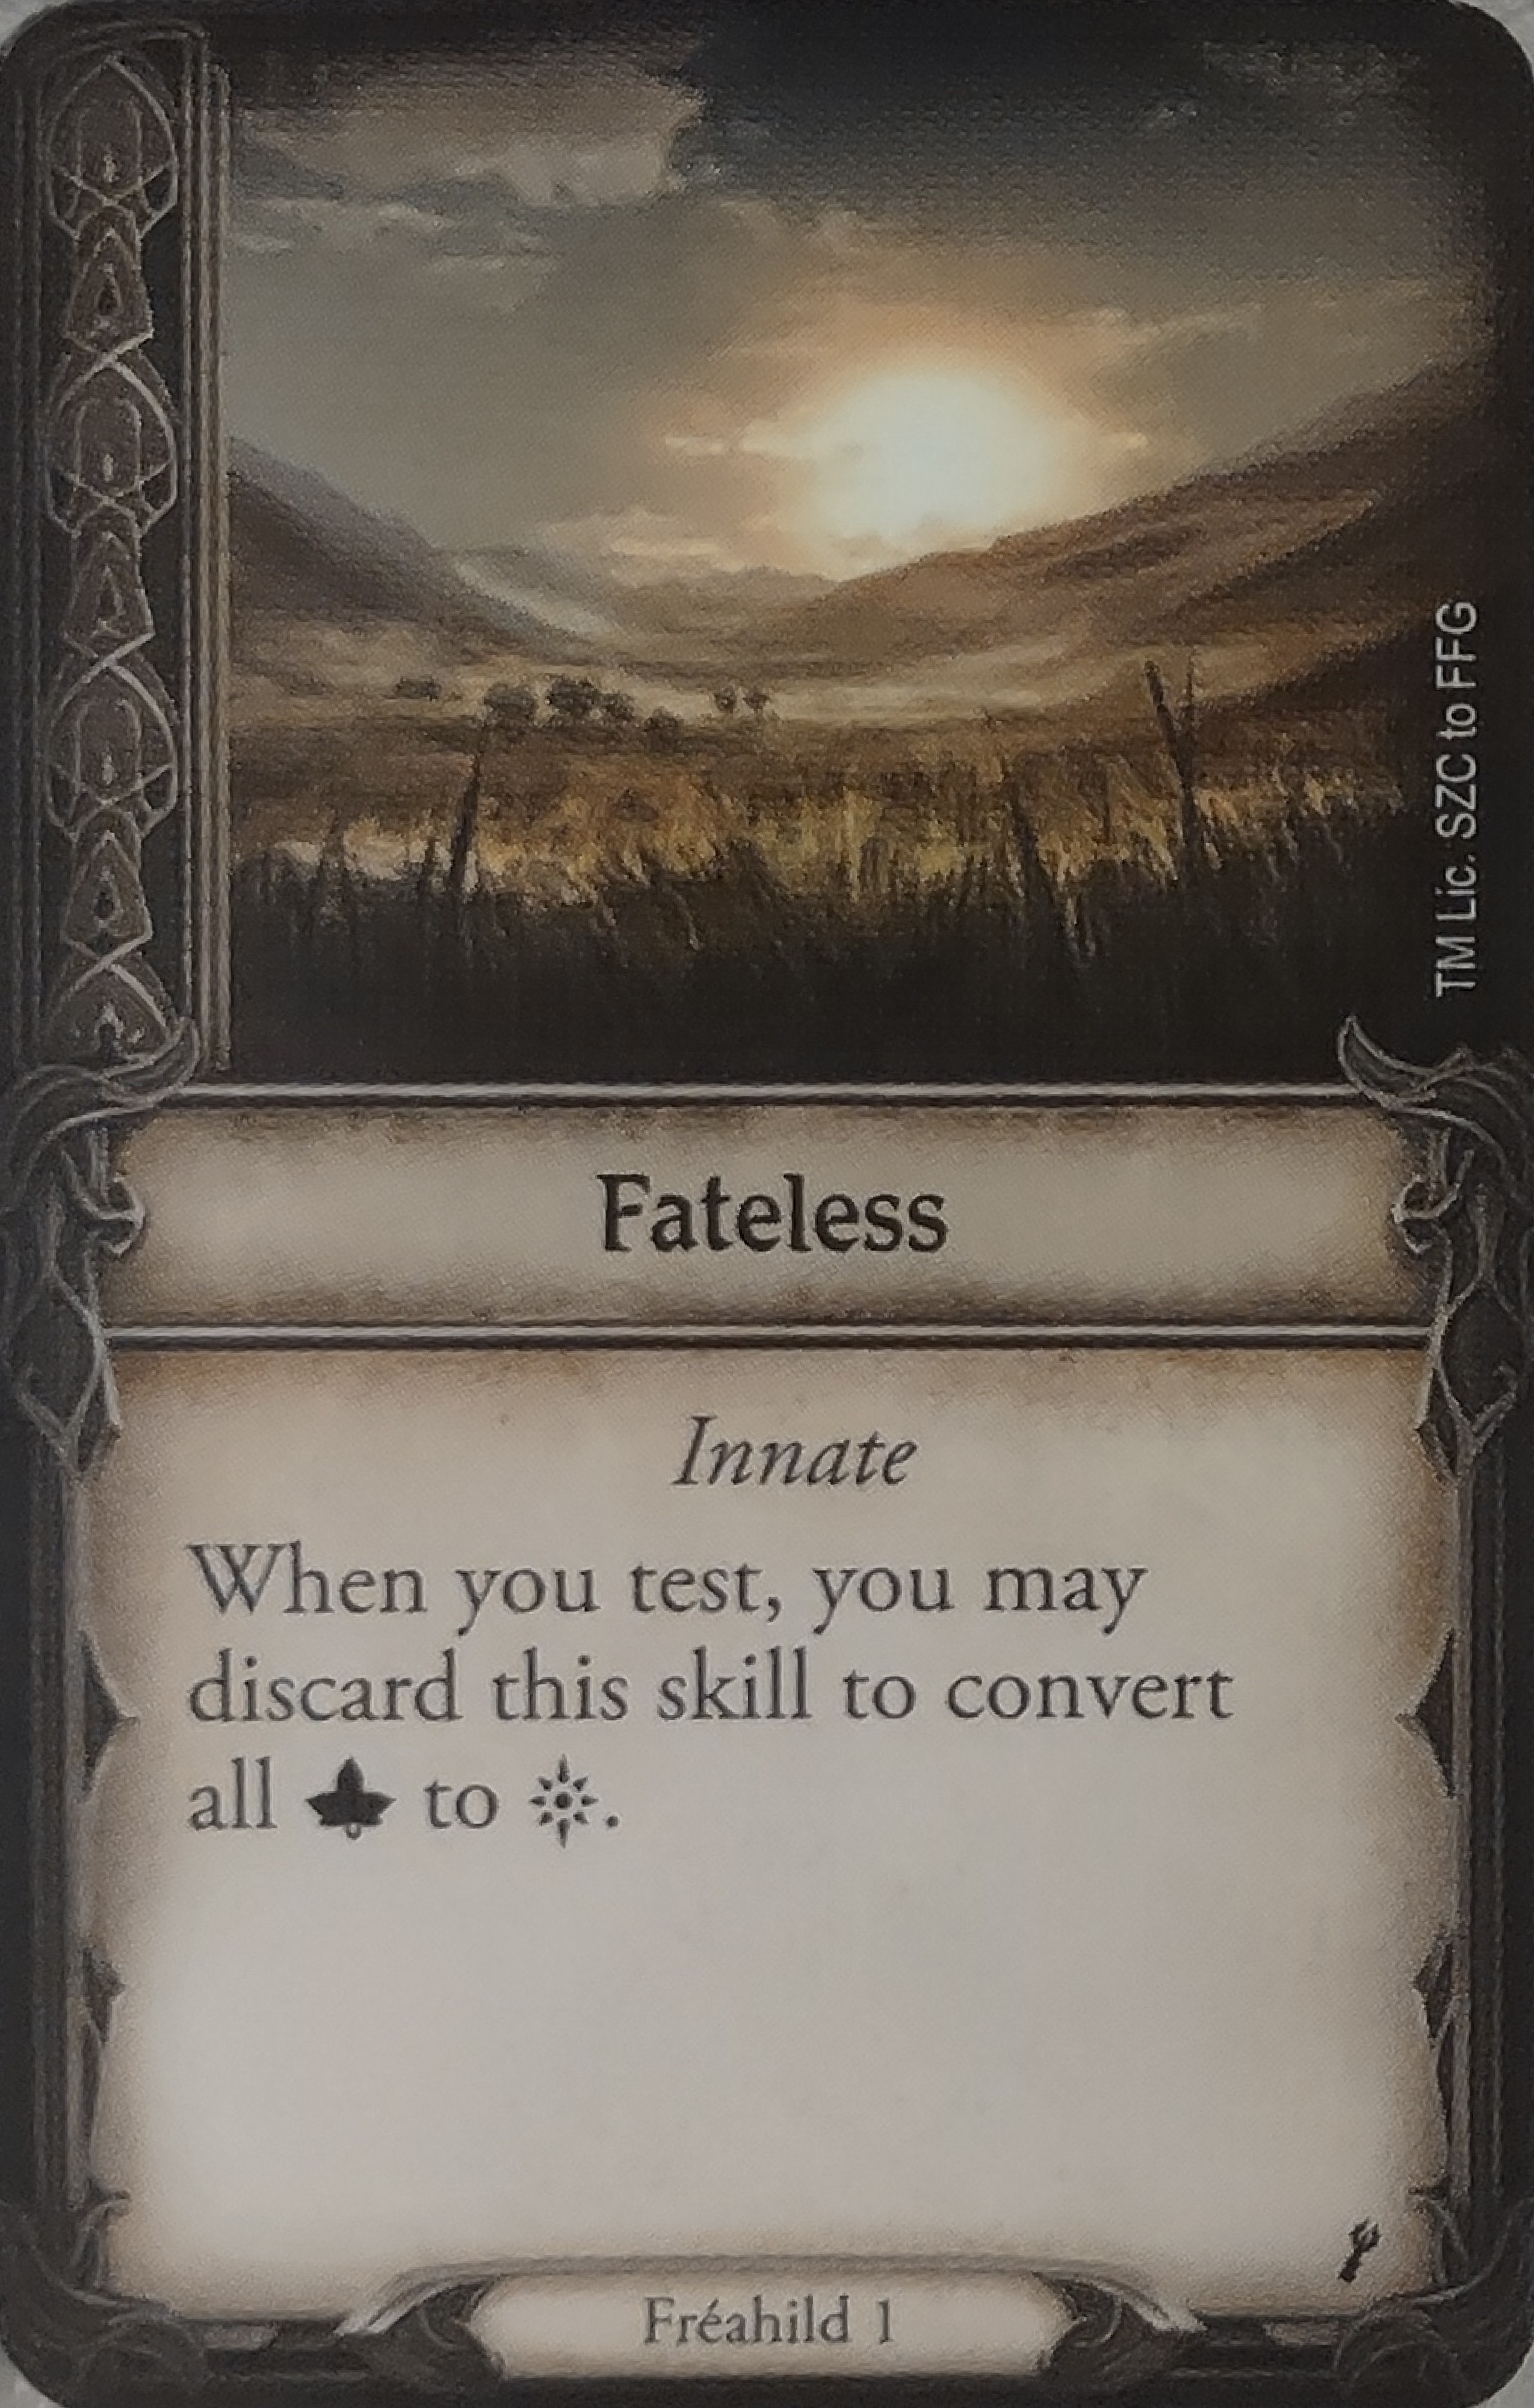 TM Lic. SZC to FFG
Fateless
Innate
When you test, you may
discard this skill to convert
all to .
Fréahild 1